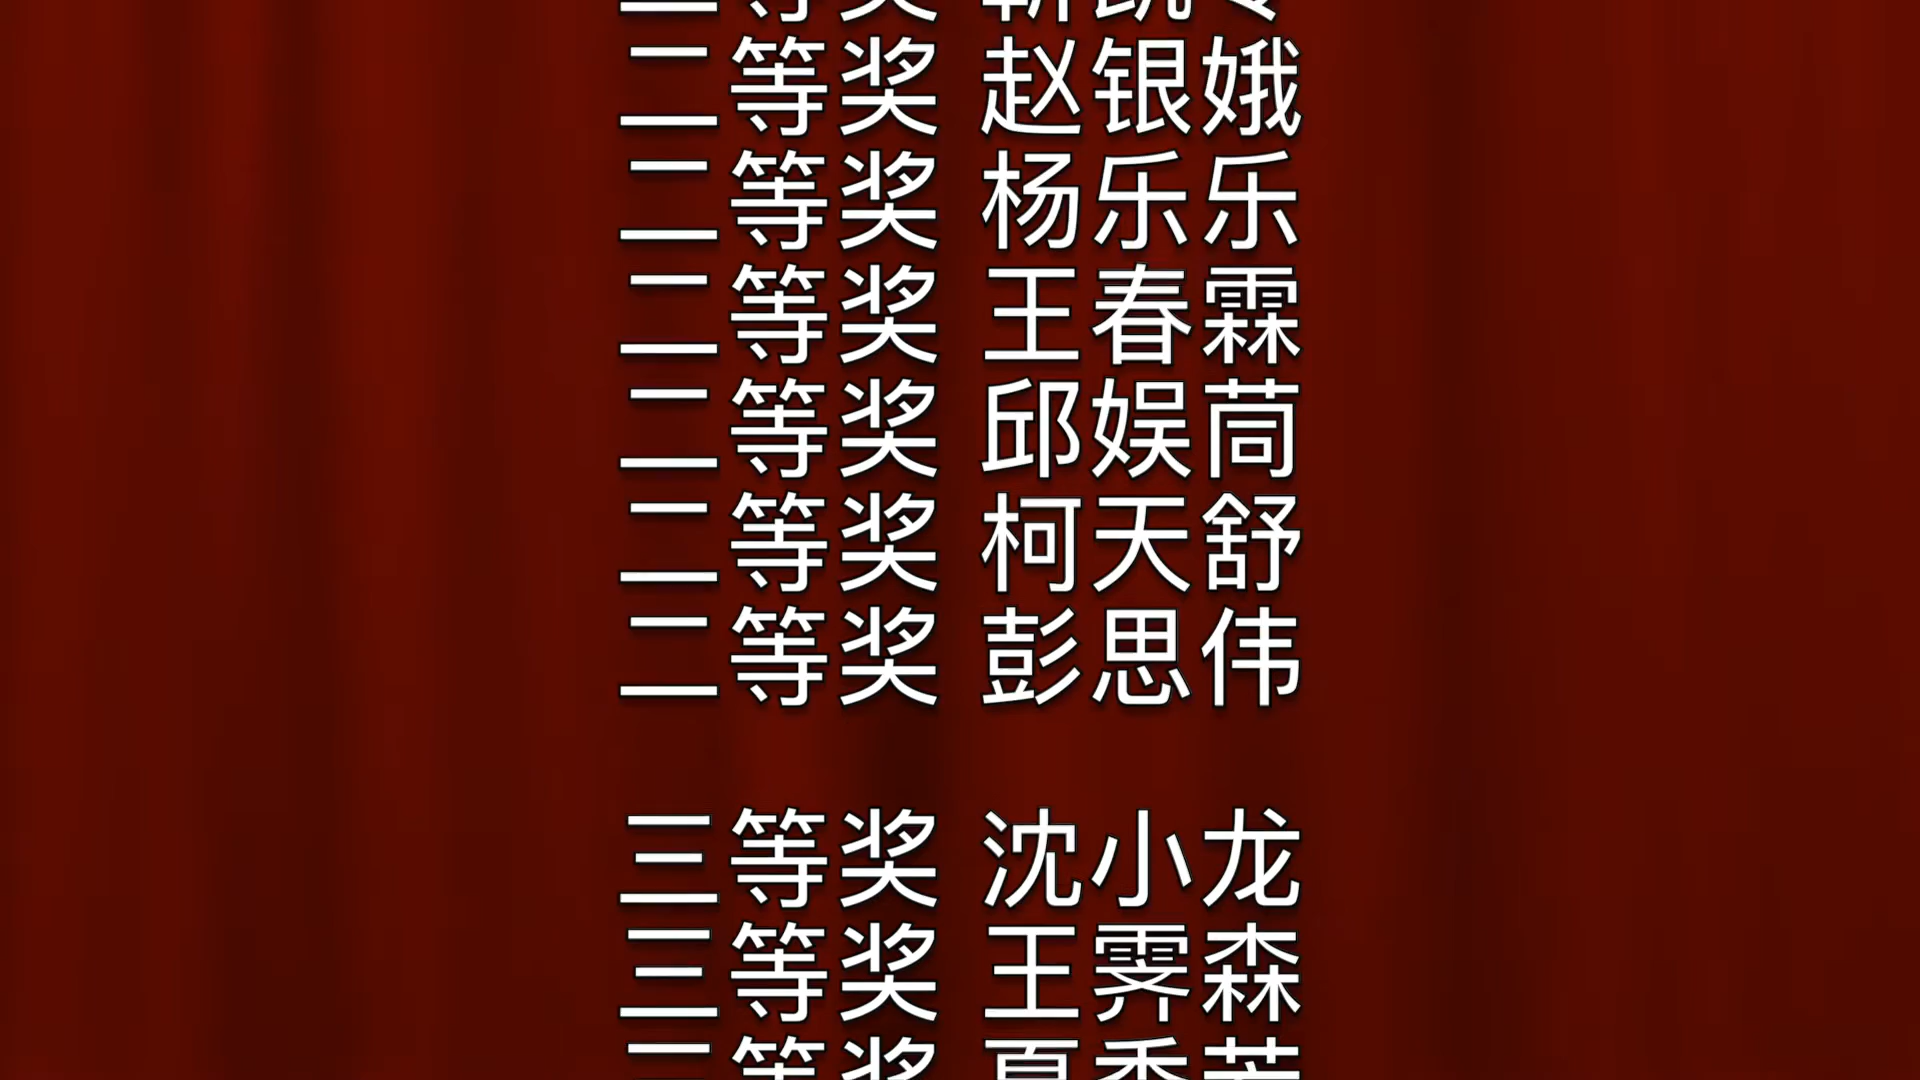 二等奖 赵银娥
二等奖 杨乐乐
二等奖 王春霖
二等奖 邱娱茼
二等奖 柯天舒
二等奖 彭思伟
三等奖 沈小龙
三等奖 王霁森